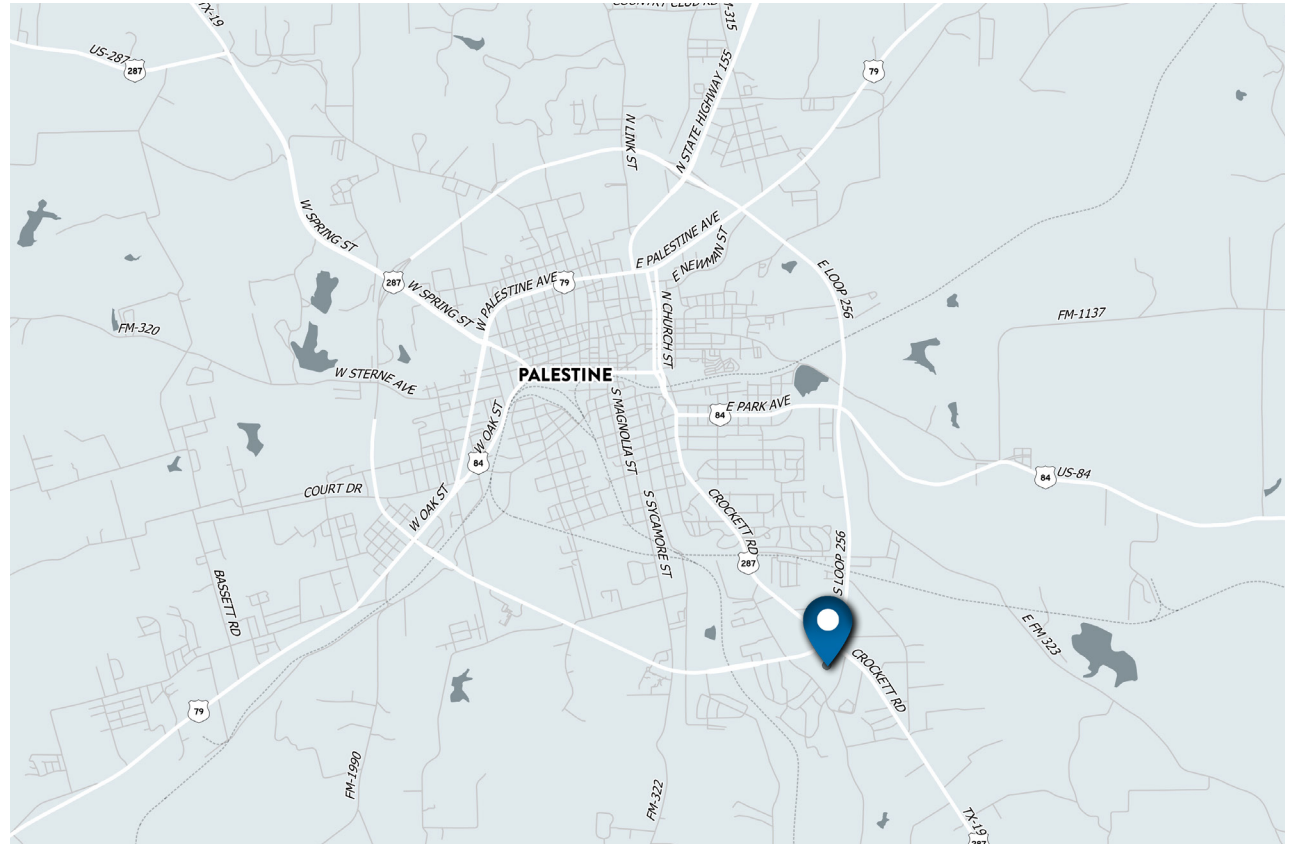 TX-19
COUNTRY CLUB RD
US-287
287
79
N STATE HIGHWAY 155
N LINK ST
W SPRING ST
E PALESTINE AVE
E NEWMAN ST
E LOOP 256
287
W SPRING ST
W PALESTINE AVE
79
N CHURCH ST
FM-320
FM-1137
W STERNE AVE
PALESTINE
S MAGNOLIA ST
84
E PARK AVE
W OAK ST
84
84
US-84
COURT DR
W OAK ST
S SYCAMORE ST
CROCKETT RD
287
S LOOP 256
BASSETT RD
E FM 323
CROCKETT RD
79
FM-1990
FM-322
TX-19
287